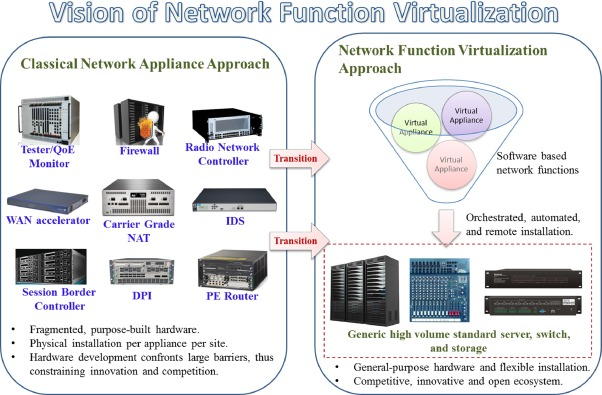 Vision of Network Function Virtualization
Classical Network Appliance Approach
Tester/QoE
Monitor
Firewall
Radio Network
Controller
WAN accelerator
Carrier Grade
NAT
IDS
Session Border
Controller
DPI
PE Router
• Fragmented, purpose-built hardware.
• Physical installation per appliance per site.
• Hardware development confronts large barriers, thus
constraining innovation and competition.
Transition
Transition
Network Function Virtualization
Approach
Virtual
Appliance
Virtual
Appliance
Virtual
Appliance
Software based
network functions
Orchestrated, automated,
and remote installation.
Generic high volume standard server, switch,
and storage
• General-purpose hardware and flexible installation.
• Competitive, innovative and open ecosystem.